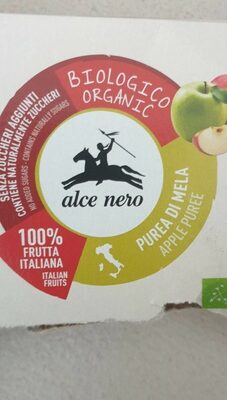 SENZA ZUCCHERI AGGIUNTI
CONTIENE NATURALMENTE ZUCCHERI
NO ADDED SUGARS - CONTAINS NATURALLY SUGARS
BIOLOGICO
ORGANIC
alce nero
PUREA DI MELA
APPLE PUREE
100%
FRUTTA
ITALIANA
ITALIAN
FRUITS